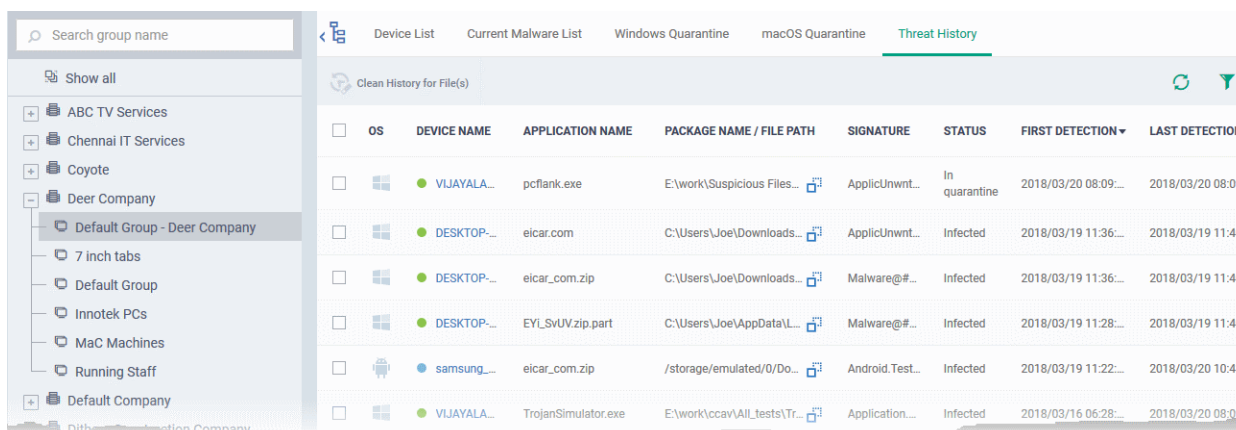 Search group name
Show all
ABC TV Services
Chennai IT Services
Coyote
Deer Company
Default Group - Deer Company
7 inch tabs
Default Group
Innotek PCs
MaC Machines
Running Staff
Default Company
Device List Current Malware List Windows Quarantine macOS Quarantine Threat History
Clean History for File(s)
OS DEVICE NAME APPLICATION NAME PACKAGE NAME / FILE PATH SIGNATURE STATUS FIRST DETECTION LAST DETECTION
VIJAYALA... pcflank.exe E:\work\Suspicious Files... ApplicUnwnt... In quarantine 2018/03/20 08:09:... 2018/03/20 08:0
DESKTOP-... eicar.com C:\Users\Joe\Downloads... ApplicUnwnt... Infected 2018/03/19 11:36:... 2018/03/19 11:4
DESKTOP-... eicar_com.zip C:\Users\Joe\Downloads... Malware@#... Infected 2018/03/19 11:36:... 2018/03/19 11:4
DESKTOP-... EYi_SvUV.zip.part C:\Users\Joe\AppData\L... Malware@#... Infected 2018/03/19 11:28:... 2018/03/19 11:4
samsung_... eicar_com.zip /storage/emulated/0/Do... Android.Test... Infected 2018/03/19 11:22:... 2018/03/20 10:4
VIJAYALA... TrojanSimulator.exe E:\work\ccav\All_tests\Tr... Application.... Infected 2018/03/16 06:28:... 2018/03/20 08:0